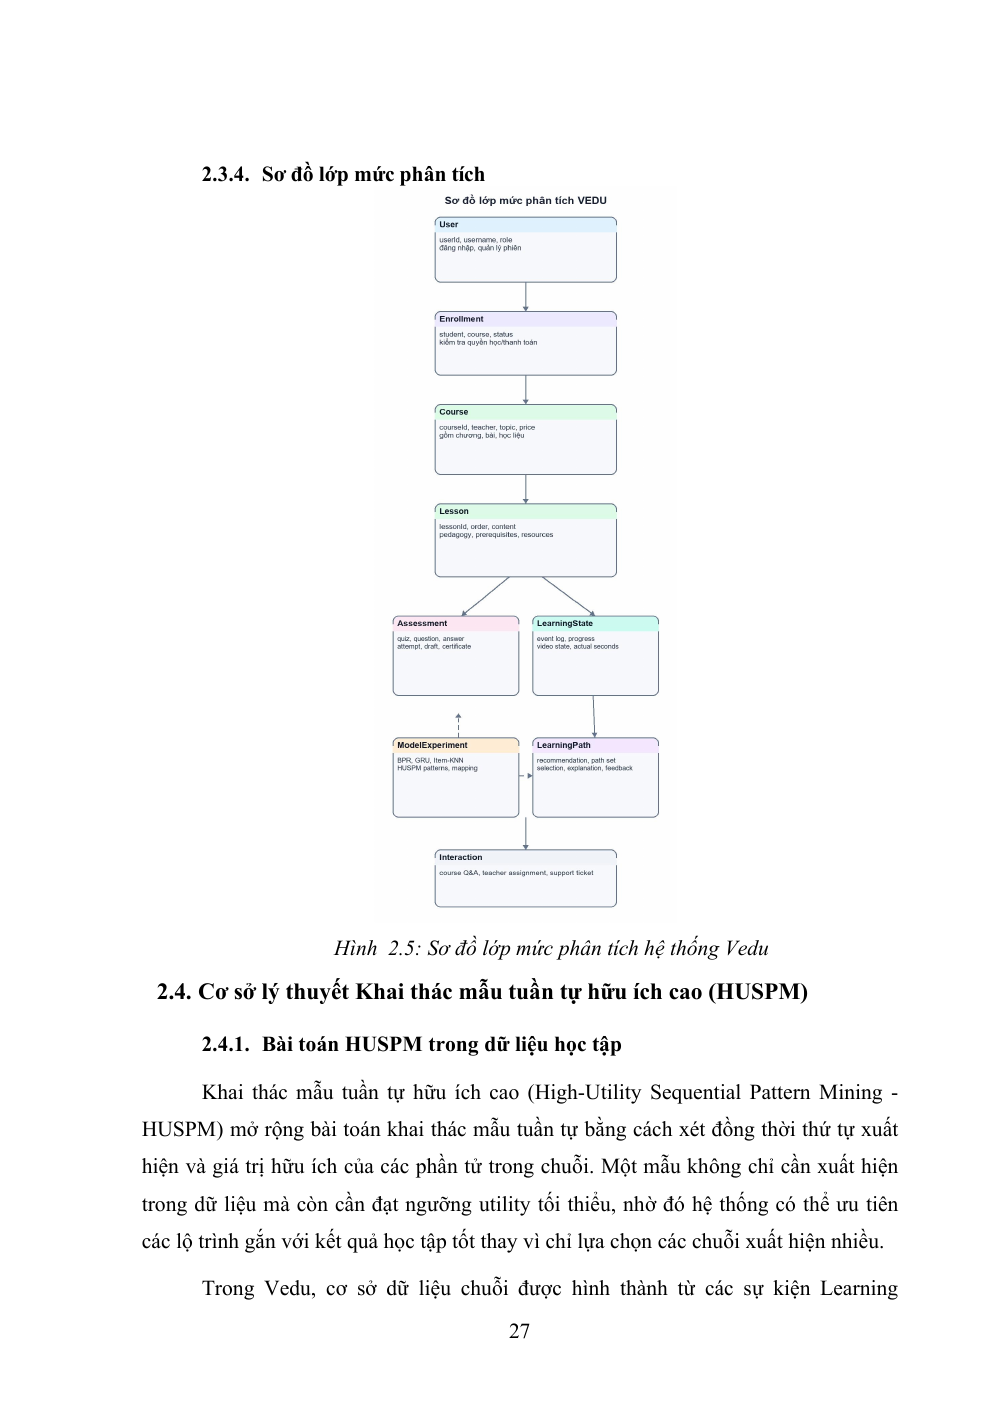 2.3.4. Sơ đồ lớp mức phân tích
Sơ đồ lớp mức phân tích VEDU
User
userId, username, role
đăng nhập, quản lý phiên
Enrollment
student, course, status
kiểm tra quyền học/thanh toán
Course
courseId, teacher, topic, price
gồm chương, bài, học liệu
Lesson
lessonId, order, content
pedagogy, prerequisites, resources
Assessment
quiz, question, answer
attempt, draft, certificate
LearningState
event log, progress
video state, actual seconds
ModelExperiment
BPR, GRU, Item-KNN
HUSPM patterns, mapping
LearningPath
recommendation, path set
selection, explanation, feedback
Interaction
course Q&A, teacher assignment, support ticket
Hình 2.5: Sơ đồ lớp mức phân tích hệ thống Vedu
2.4. Cơ sở lý thuyết Khai thác mẫu tuần tự hữu ích cao (HUSPM)
2.4.1. Bài toán HUSPM trong dữ liệu học tập
Khai thác mẫu tuần tự hữu ích cao (High-Utility Sequential Pattern Mining -
HUSPM) mở rộng bài toán khai thác mẫu tuần tự bằng cách xét đồng thời thứ tự xuất
hiện và giá trị hữu ích của các phần tử trong chuỗi. Một mẫu không chỉ cần xuất hiện
trong dữ liệu mà còn cần đạt ngưỡng utility tối thiểu, nhờ đó hệ thống có thể ưu tiên
các lộ trình gắn với kết quả học tập tốt thay vì chỉ lựa chọn các chuỗi xuất hiện nhiều.
Trong Vedu, cơ sở dữ liệu chuỗi được hình thành từ các sự kiện Learning
27